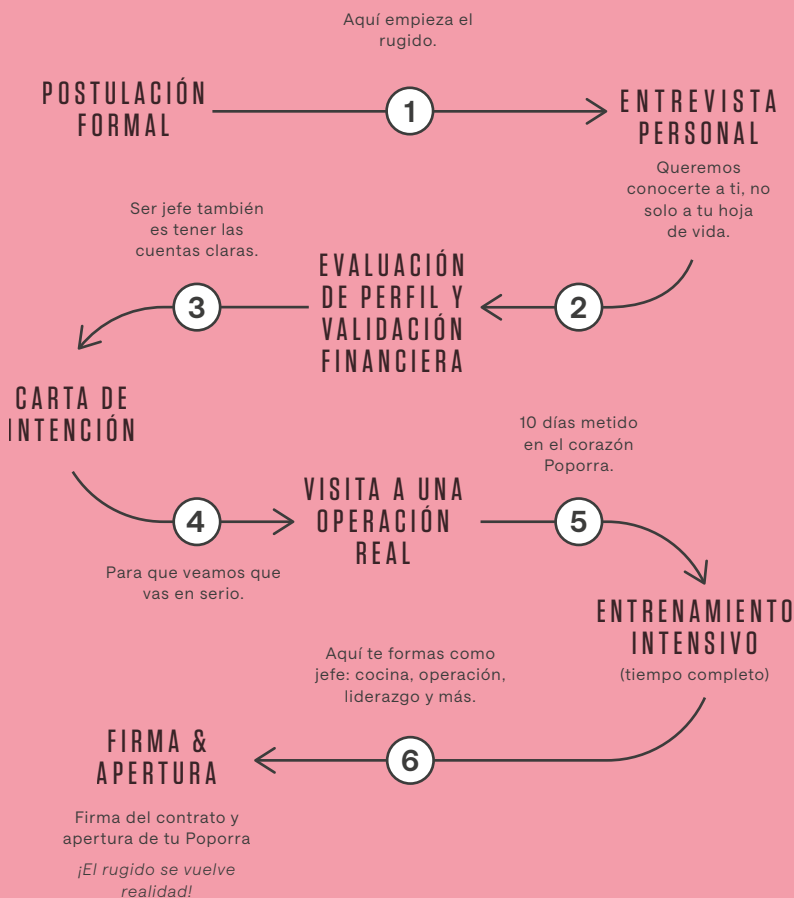 Aquí empieza el
rugido.
POSTULACIÓN
FORMAL
1
ENTREVISTA
PERSONAL
Queremos
conocerte a ti, no
solo a tu hoja
de vida.
2
EVALUACIÓN
DE PERFIL Y
VALIDACIÓN
FINANCIERA
Ser jefe también
es tener las
cuentas claras.
3
CARTA DE
INTENCIÓN
4
Para que veamos que
vas en serio.
VISITA A UNA
OPERACIÓN
REAL
10 días metido
en el corazón
Poporra.
5
ENTRENAMIENTO
INTENSIVO
(tiempo completo)
Aquí te formas como
jefe: cocina, operación,
liderazgo y más.
6
FIRMA &
APERTURA
Firma del contrato y
apertura de tu Poporra
¡El rugido se vuelve
realidad!